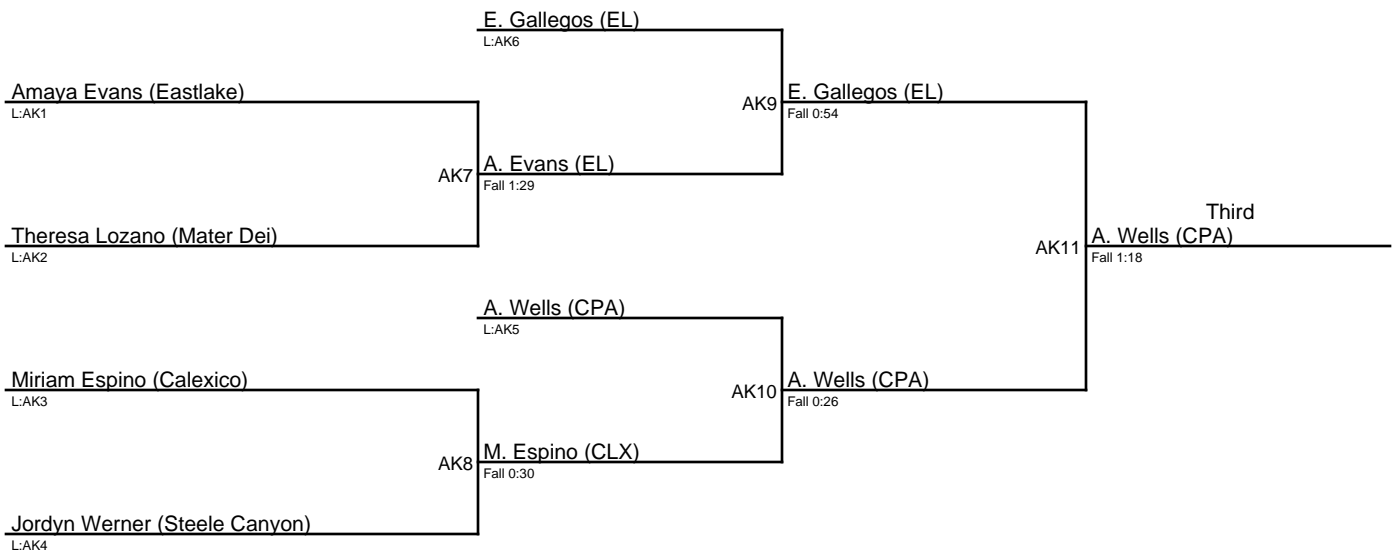 E. Gallegos (EL)
L:AK6
Amaya Evans (Eastlake)
L:AK1
AK9
E. Gallegos (EL)
Fall 0:54
AK7
A. Evans (EL)
Fall 1:29
Third
Theresa Lozano (Mater Dei)
L:AK2
AK11
A. Wells (CPA)
Fall 1:18
A. Wells (CPA)
L:AK5
Miriam Espino (Calexico)
L:AK3
AK10
A. Wells (CPA)
Fall 0:26
AK8
M. Espino (CLX)
Fall 0:30
Jordyn Werner (Steele Canyon)
L:AK4